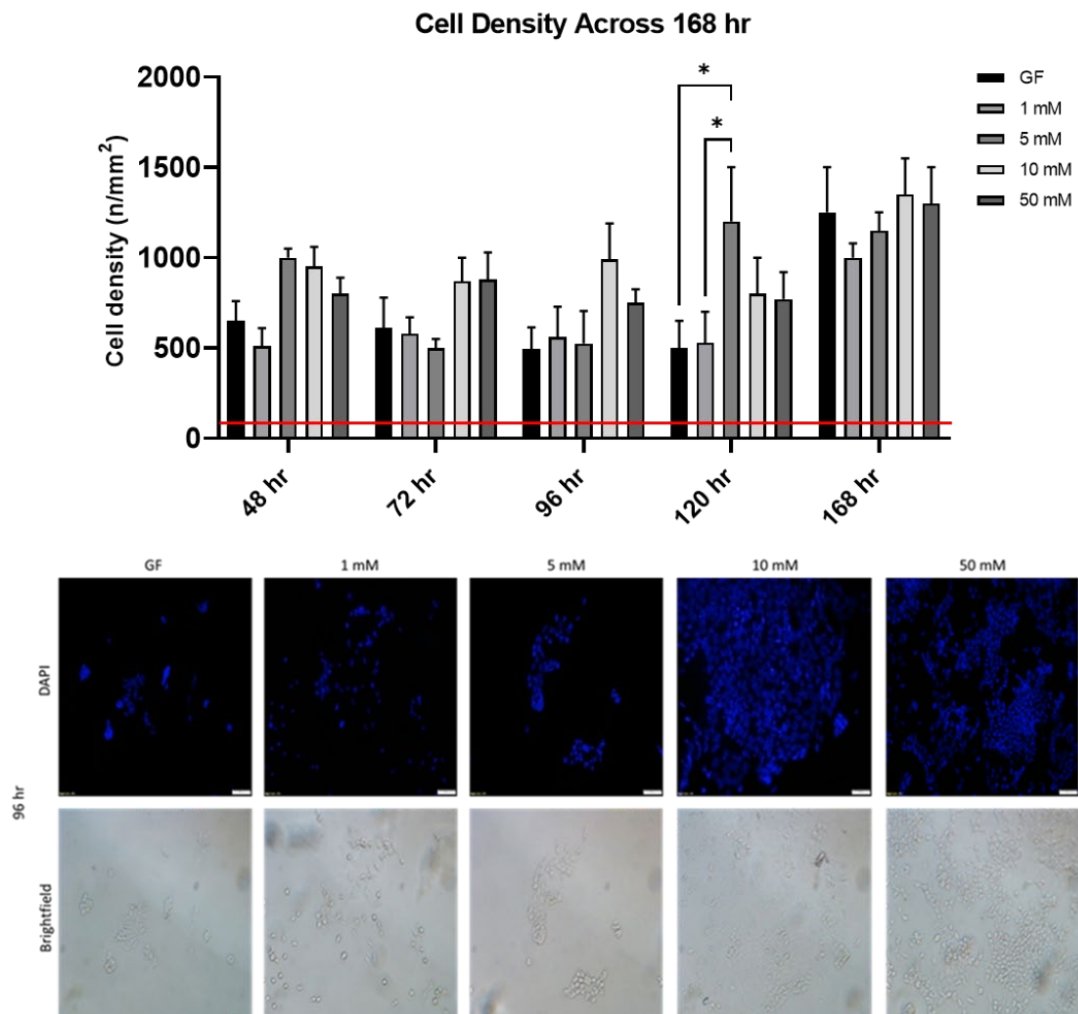 Cell Density Across 168 hr
Cell density (n/mm²)
2000
1500
1000
500
0
*
*
GF
1 mM
5 mM
10 mM
50 mM
48 hr
72 hr
96 hr
120 hr
168 hr
GF
1 mM
5 mM
10 mM
50 mM
96 hr
DAPI
Brightfield